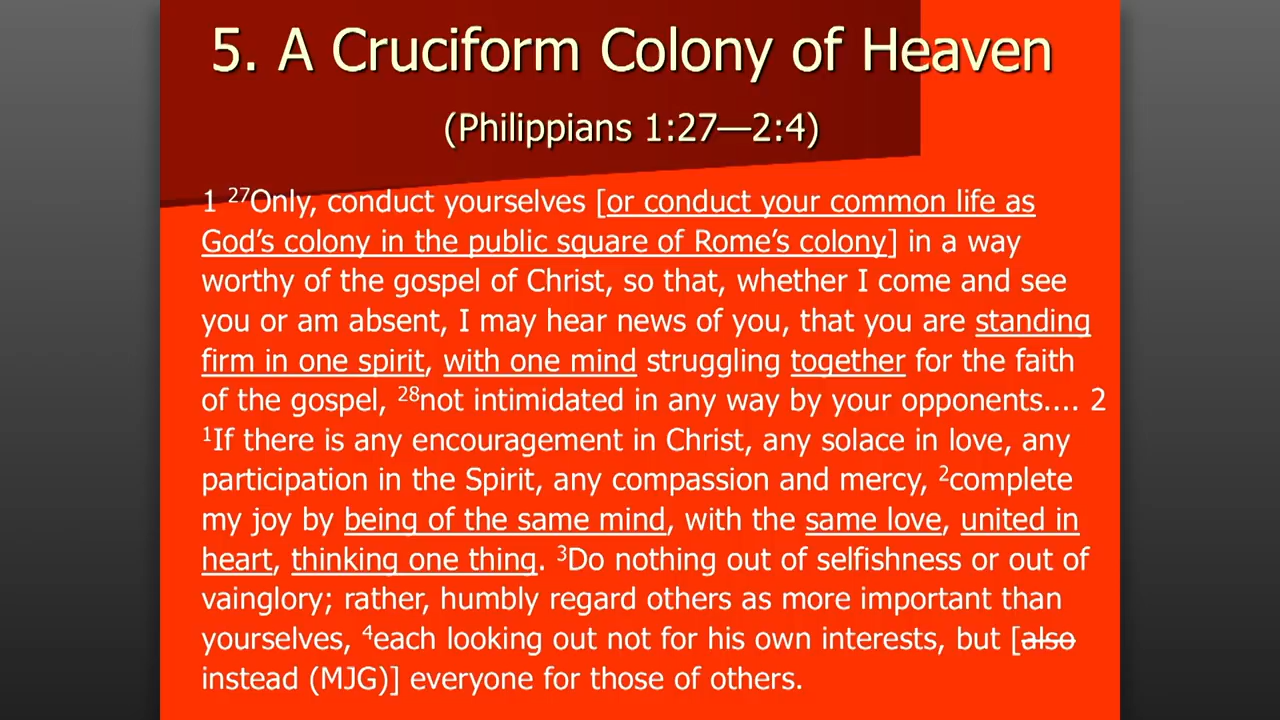 5. A Cruciform Colony of Heaven
(Philippians 1:27—2:4)
1 27Only, conduct yourselves [or conduct your common life as
God's colony in the public square of Rome's colony] in a way
worthy of the gospel of Christ, so that, whether I come and see
you or am absent, I may hear news of you, that you are standing
firm in one spirit, with one mind struggling together for the faith
of the gospel, 28not intimidated in any way by your opponents.... 2
1If there is any encouragement in Christ, any solace in love, any
participation in the Spirit, any compassion and mercy, 2complete
my joy by being of the same mind, with the same love, united in
heart, thinking one thing. 3Do nothing out of selfishness or out of
vainglory; rather, humbly regard others as more important than
yourselves, 4each looking out not for his own interests, but [also
instead (MJG)] everyone for those of others.